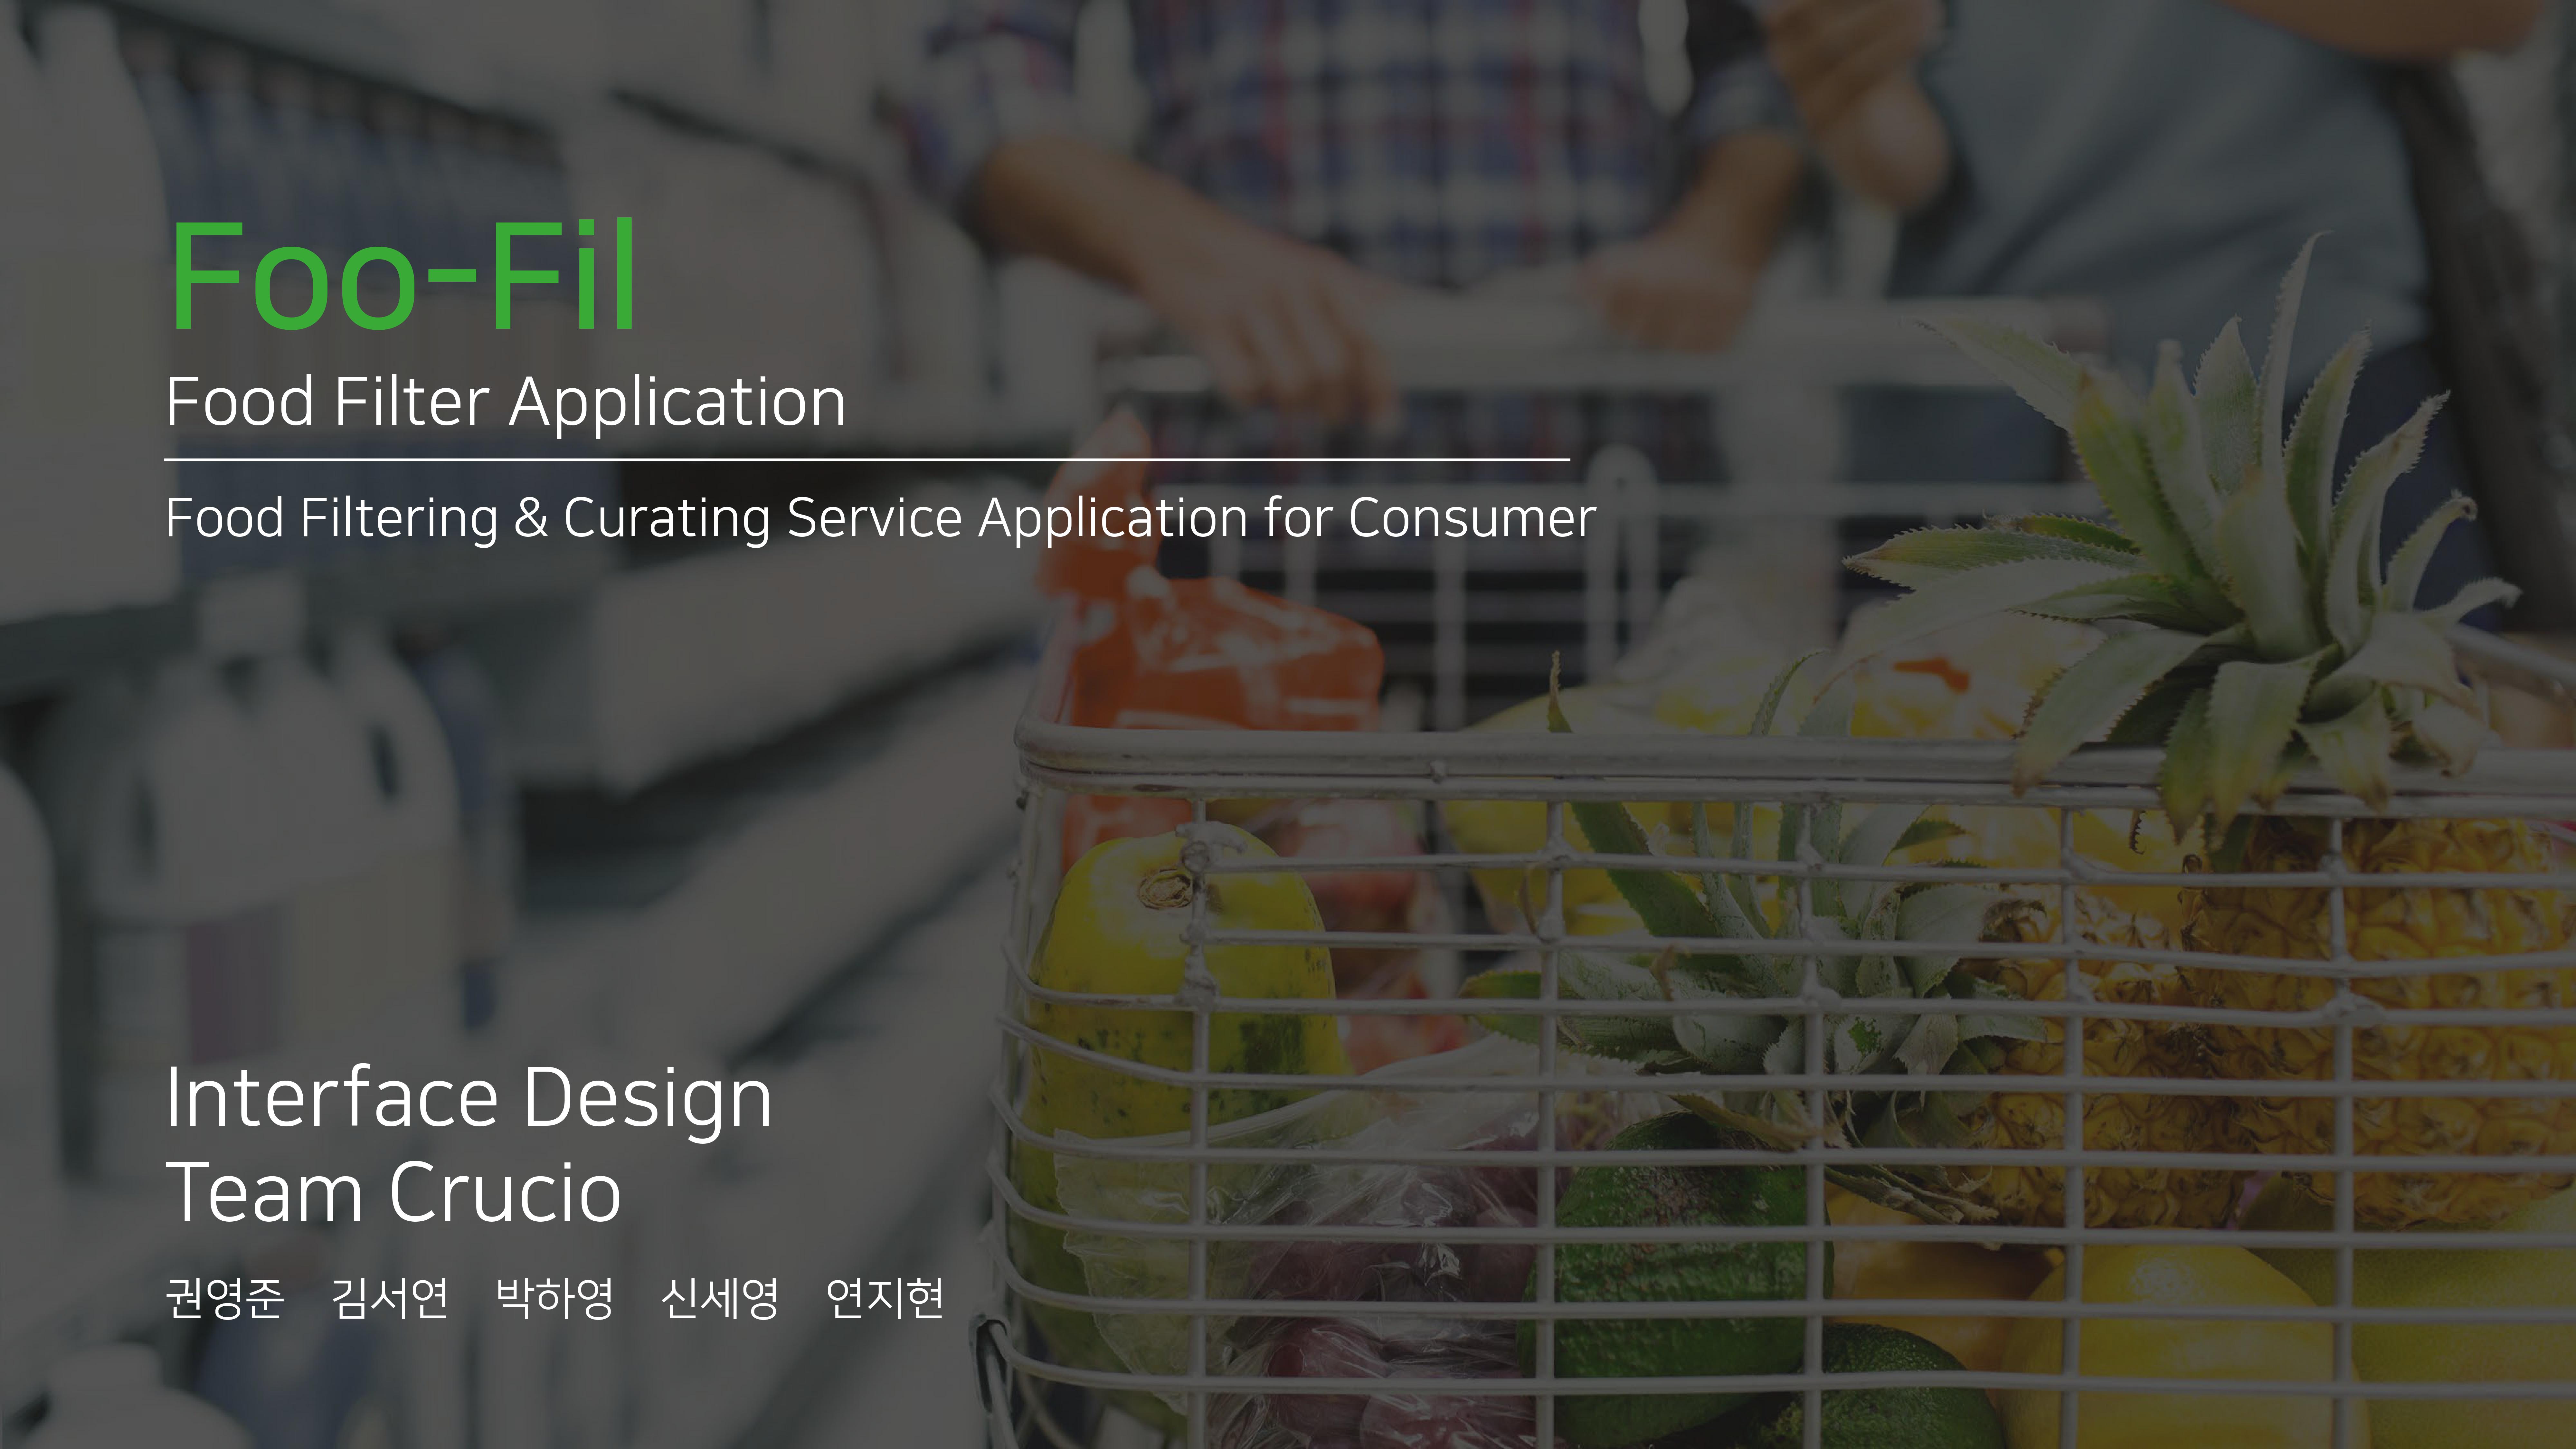 Foo-Fil
Food Filter Application
Food Filtering & Curating Service Application for Consumer
Interface Design
Team Crucio
권영준 김서연 박하영 신세영 연지현